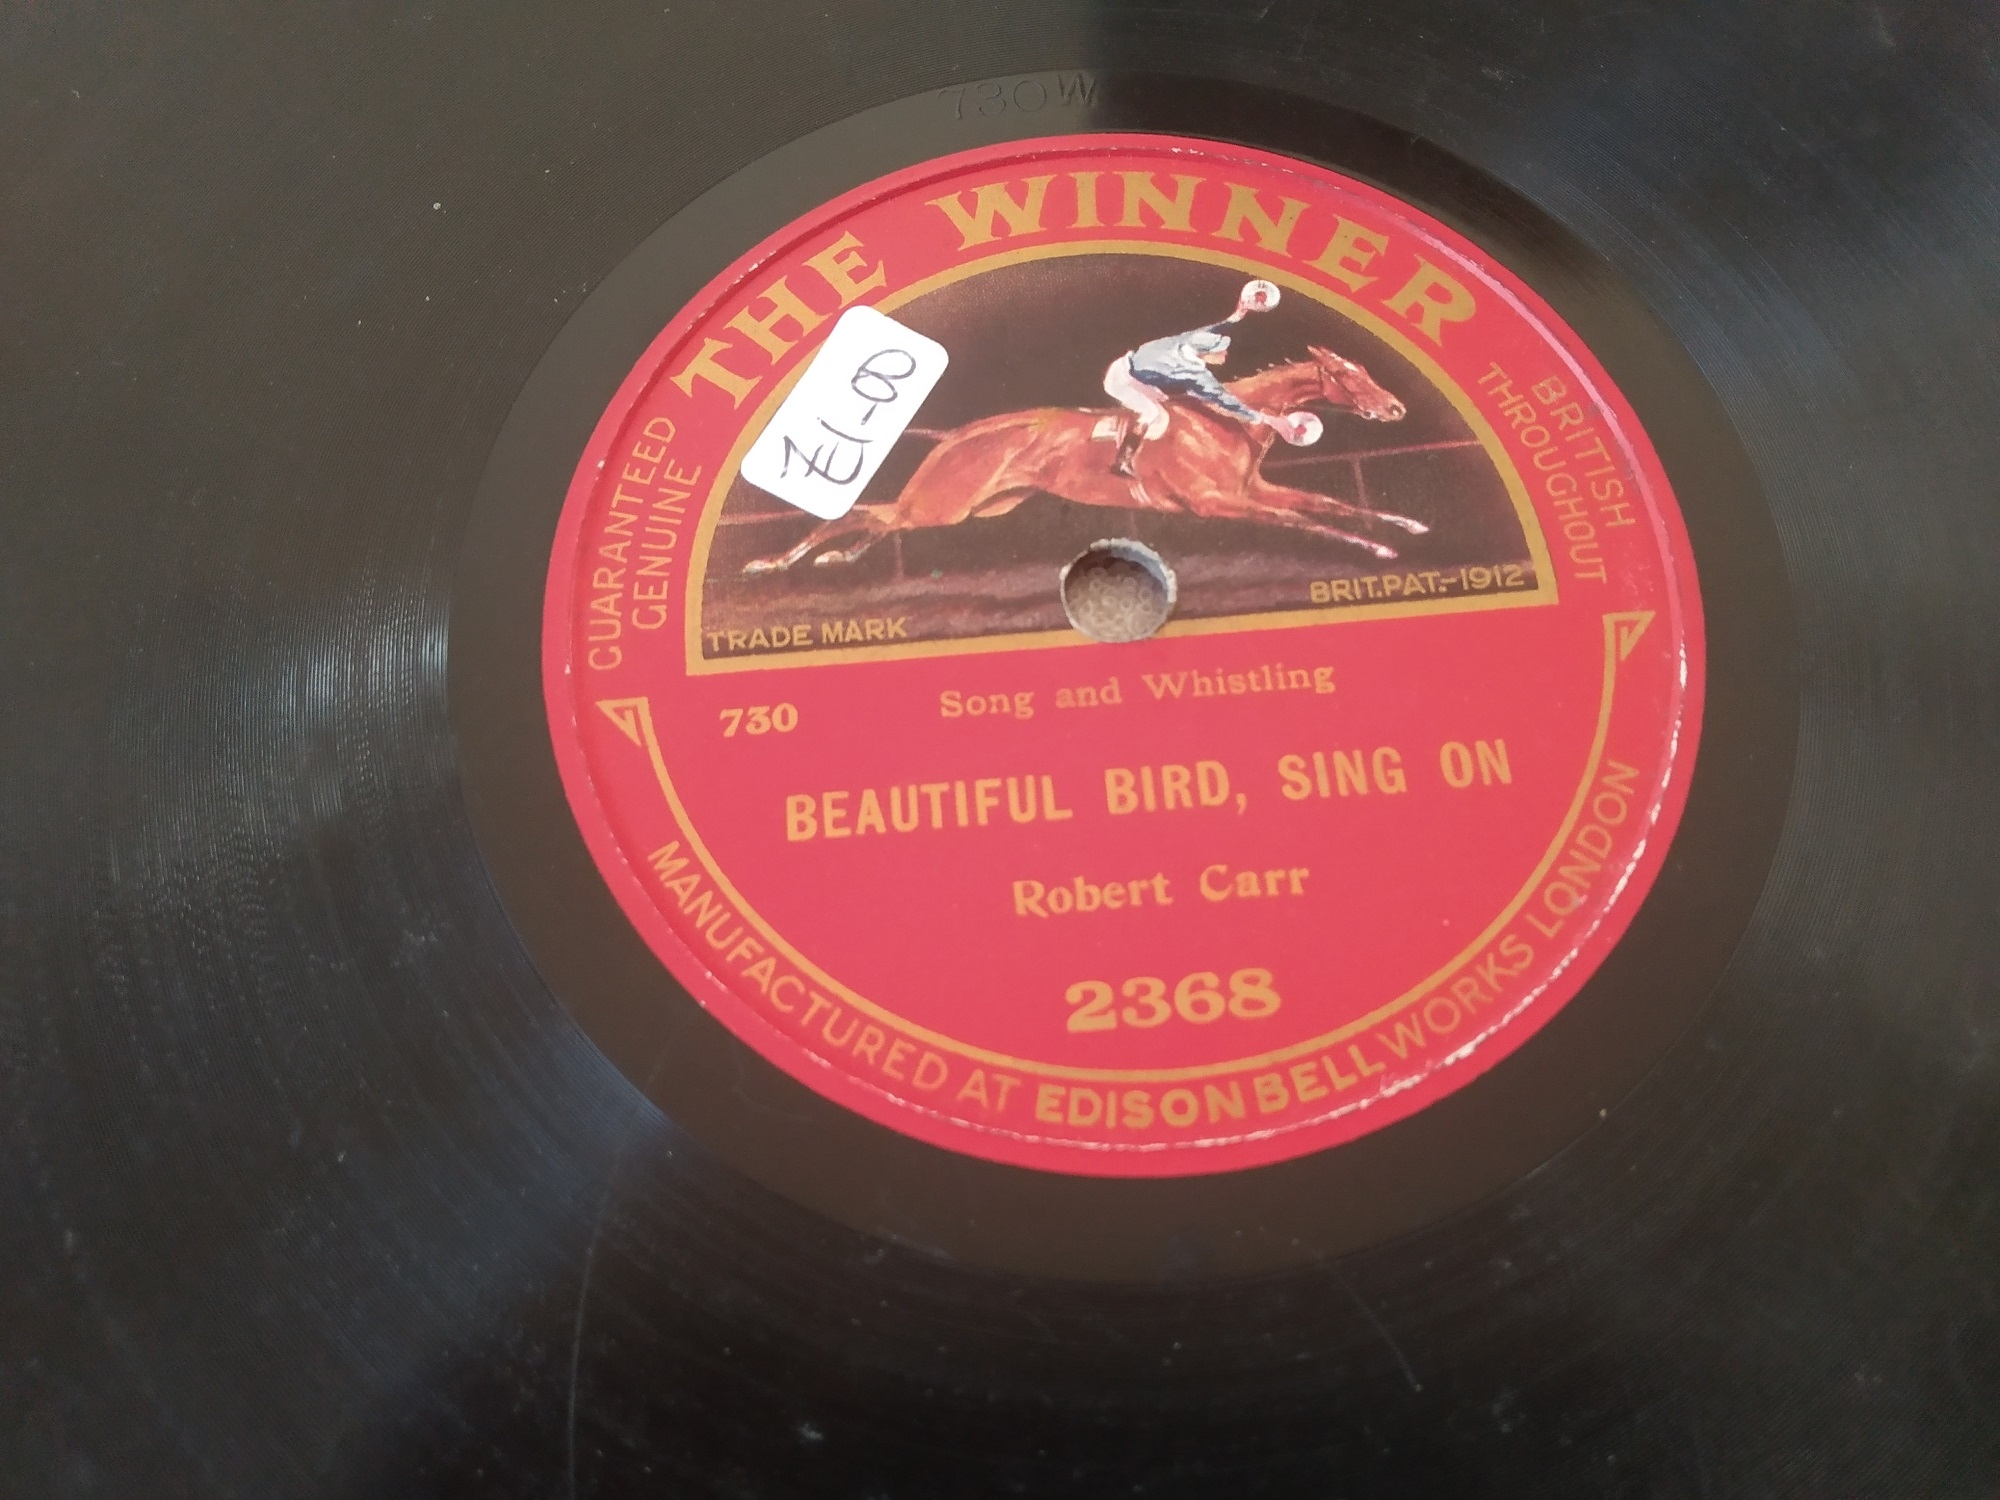 730W
THE WINNER
GUARANTEED
GENUINE
BRITISH
THROUGHOUT
TRADE MARK
BRIT.PAT.-1912
730
Song and Whistling
BEAUTIFUL BIRD, SING ON
Robert Carr
2368
MANUFACTURED AT EDISON BELL WORKS LONDON